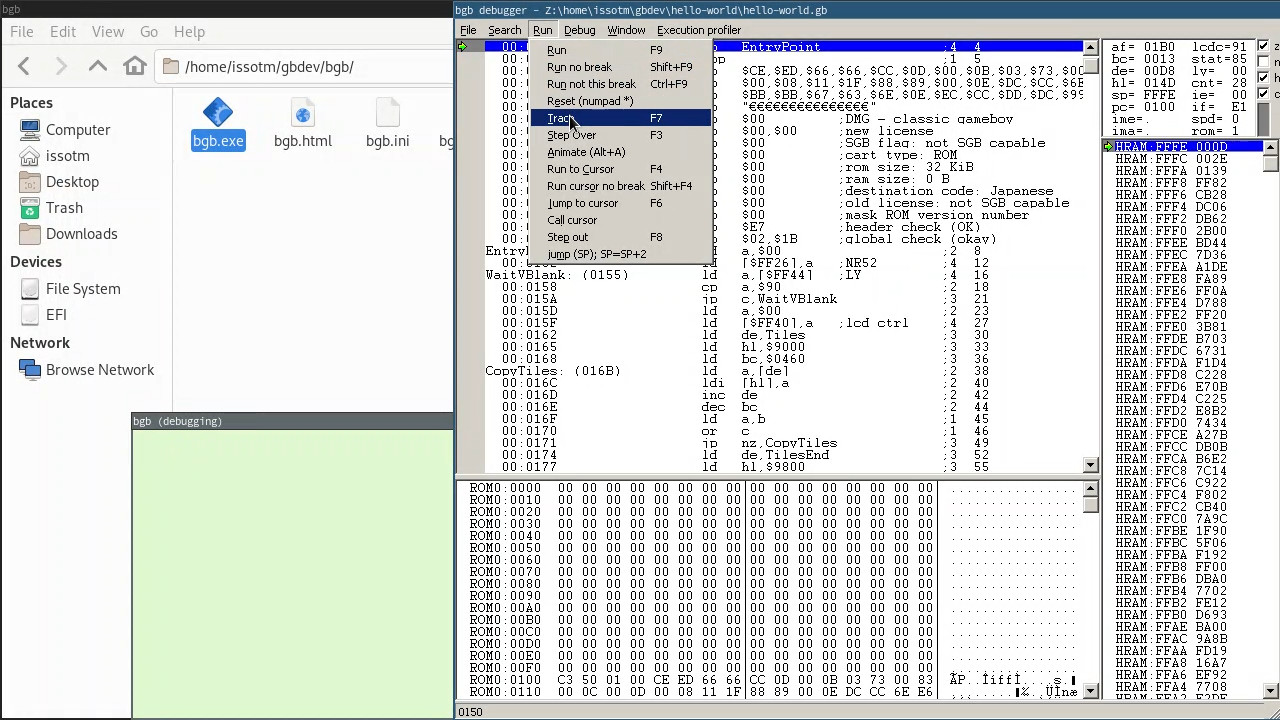 bgb
File Edit View Go Help
/home/issotm/gbdev/bgb/
Places
Computer
issotm
Desktop
Trash
Downloads
Devices
File System
EFI
Network
Browse Network
bgb.exe
bgb.html
bgb.ini
bgb (debugging)
bgb debugger - Z:\home\issotm\gbdev\hello-world\hello-world.gb
File Search Run Debug Window Execution profiler
Run F9
Run no break Shift+F9
Run not this break Ctrl+F9
Reset (numpad *)
Trace F7
Step over F3
Animate (Alt+A)
Run to Cursor F4
Run cursor no break Shift+F4
Jump to cursor F6
Call cursor
Step out F8
jump (SP); SP=SP+2
EntryPoint ;4 4
;1 5
$CE,$ED,$66,$66,$CC,$0D,$00,$0B,$03,$73,$00
$00,$08,$11,$1F,$88,$89,$00,$0E,$DC,$CC,$6E
$BB,$BB,$67,$63,$6E,$0E,$EC,$CC,$DD,$DC,$99
"€€€€€€€€€€€€€€€"
$00 ;DMG - classic gameboy
$00,$00 ;new license
$00 ;SGB flag: not SGB capable
$00 ;cart type: ROM
$00 ;rom size: 32 KiB
$00 ;ram size: 0 B
$00 ;destination code: Japanese
$00 ;old license: not SGB capable
$00 ;mask ROM version number
$E7 ;header check (OK)
$02,$1B ;global check (okay)
a,$00 ;2 8
[$FF26],a ;NR52 ;4 12
WaitVBlank: (0155) ld a,[$FF44] ;LY ;4 16
00:0158 cp a,$90 ;2 18
00:015A jp c,WaitVBlank ;3 21
00:015D ld a,$00 ;2 23
00:015F ld [$FF40],a ;lcd ctrl ;4 27
00:0162 ld de,Tiles ;3 30
00:0165 ld hl,$9000 ;3 33
00:0168 ld bc,$0460 ;3 36
CopyTiles: (016B) ld a,[de] ;2 38
00:016C ldi [hl],a ;2 40
00:016D inc de ;2 42
00:016E dec bc ;2 44
00:016F ld a,b ;1 45
00:0170 or c ;1 46
00:0171 jp nz,CopyTiles ;3 49
00:0174 ld de,TilesEnd ;3 52
00:0177 ld hl,$9800 ;3 55
af= 01B0 lcdc=91
bc= 0013 stat=85
de= 00D8 ly= 00
hl= 014D cnt= 28
sp= FFFE ie= 00
pc= 0100 if= E1
ime=. spd= 0
ima=. rom= 1
HRAM:FFFE 000D
HRAM:FFFC 002E
HRAM:FFFA 0139
HRAM:FFF8 FF82
HRAM:FFF6 CB28
HRAM:FFF4 DC06
HRAM:FFF2 DB62
HRAM:FFF0 2B00
HRAM:FFEE BD44
HRAM:FFEC 7D36
HRAM:FFEA A1DE
HRAM:FFE8 FA89
HRAM:FFE6 FF0A
HRAM:FFE4 D788
HRAM:FFE2 FF00
HRAM:FFE0 3B81
HRAM:FFDE B703
HRAM:FFDC 6731
HRAM:FFDA F1D4
HRAM:FFD8 C228
HRAM:FFD6 E70B
HRAM:FFD4 C225
HRAM:FFD2 E8B2
HRAM:FFD0 7434
HRAM:FFCE A27B
HRAM:FFCC DB0B
HRAM:FFCA B6E2
HRAM:FFC8 7C14
HRAM:FFC6 C922
HRAM:FFC4 F802
HRAM:FFC2 CB40
HRAM:FFC0 7A9C
HRAM:FFBE 1F90
HRAM:FFBC 5F06
HRAM:FFBA F192
HRAM:FFB8 FF00
HRAM:FFB6 DBA0
HRAM:FFB4 7702
HRAM:FFB2 FE12
HRAM:FFB0 D693
HRAM:FFAE BA00
HRAM:FFAC 9A8B
HRAM:FFAA FD19
HRAM:FFA8 16A7
HRAM:FFA6 EF92
HRAM:FFA4 7708
ROM0:0000 00 00 00 00 00 00 00 00 00 00 00 00 00 00 00 00
ROM0:0010 00 00 00 00 00 00 00 00 00 00 00 00 00 00 00 00
ROM0:0020 00 00 00 00 00 00 00 00 00 00 00 00 00 00 00 00
ROM0:0030 00 00 00 00 00 00 00 00 00 00 00 00 00 00 00 00
ROM0:0040 00 00 00 00 00 00 00 00 00 00 00 00 00 00 00 00
ROM0:0050 00 00 00 00 00 00 00 00 00 00 00 00 00 00 00 00
ROM0:0060 00 00 00 00 00 00 00 00 00 00 00 00 00 00 00 00
ROM0:0070 00 00 00 00 00 00 00 00 00 00 00 00 00 00 00 00
ROM0:0080 00 00 00 00 00 00 00 00 00 00 00 00 00 00 00 00
ROM0:0090 00 00 00 00 00 00 00 00 00 00 00 00 00 00 00 00
ROM0:00A0 00 00 00 00 00 00 00 00 00 00 00 00 00 00 00 00
ROM0:00B0 00 00 00 00 00 00 00 00 00 00 00 00 00 00 00 00
ROM0:00C0 00 00 00 00 00 00 00 00 00 00 00 00 00 00 00 00
ROM0:00D0 00 00 00 00 00 00 00 00 00 00 00 00 00 00 00 00
ROM0:00E0 00 00 00 00 00 00 00 00 00 00 00 00 00 00 00 00
ROM0:00F0 00 00 00 00 00 00 00 00 00 00 00 00 00 00 00 00
ROM0:0100 00 C3 50 01 00 CE ED 66 66 CC 0D 00 0B 03 73 00 83
ROM0:0110 00 0C 00 0D 00 08 11 1F 88 89 00 0E DC CC 6E E6
0150